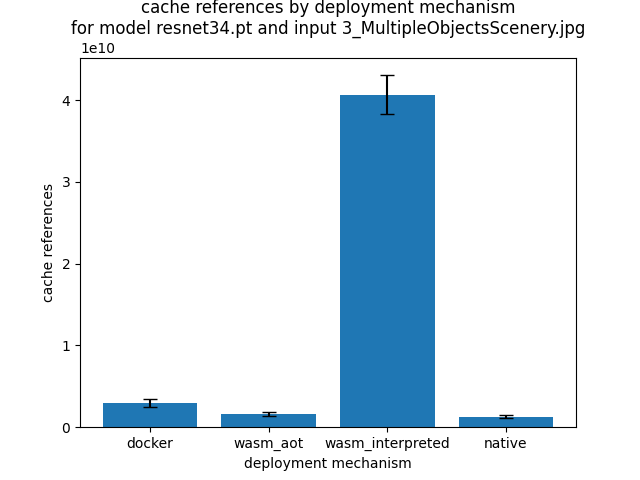 cache references by deployment mechanism
for model resnet34.pt and input 3_MultipleObjectsScenery.jpg
1e10
4
3
2
1
0
cache references
docker wasm_aot wasm_interpreted native
deployment mechanism